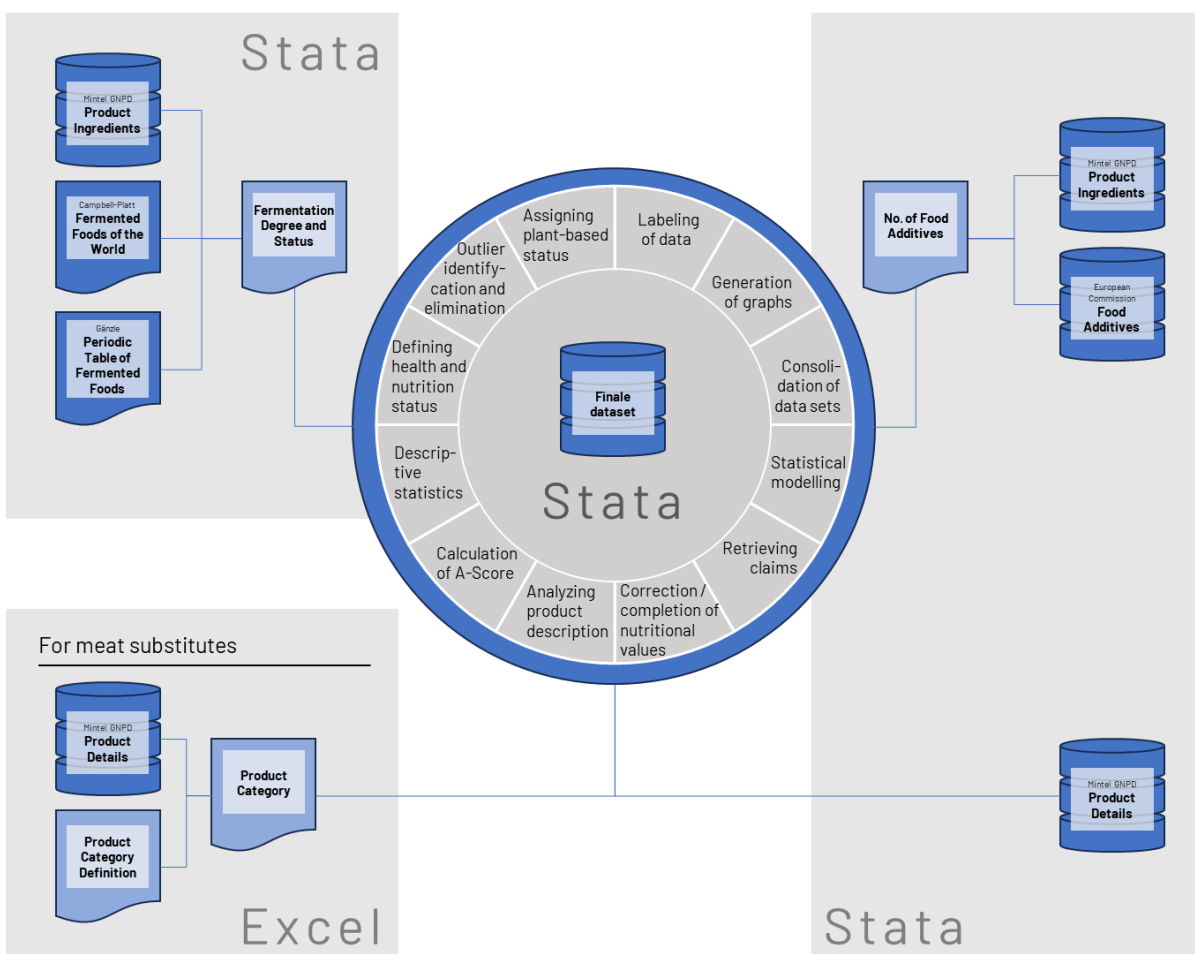 Stata
Mintel GNPD
Product
Ingredients
Campbell-Platt
Fermented
Foods of the
World
Gänzle
Periodic
Table of
Fermented
Foods
Fermentation
Degree and
Status
Assigning
plant-based
status
Labeling
of data
Generation
of graphs
Consoli-
dation of
data sets
Statistical
modelling
Retrieving
claims
Correction /
completion of
nutritional
values
Analyzing
product
description
Calculation
of A-Score
Descrip-
tive
statistics
Defining
health and
nutrition
status
Outlier
identify-
cation and
elimination
Finale
dataset
Stata
No. of Food
Additives
Mintel GNPD
Product
Ingredients
European
Commission
Food
Additives
For meat substitutes
Mintel GNPD
Product
Details
Product
Category
Definition
Product
Category
Excel
Mintel GNPD
Product
Details
Stata